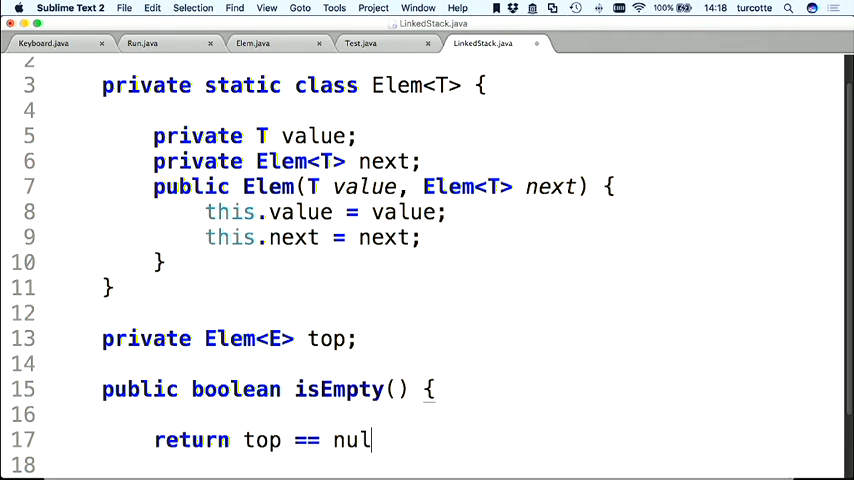 Sublime Text 2 File Edit Selection Find View Goto Tools Project Window Help 100% 14:18 turcotte
LinkedStack.java
Keyboard.java × Run.java × Elem.java × Test.java × LinkedStack.java
2
3 private static class Elem<T> {
4
5 private T value;
6 private Elem<T> next;
7 public Elem(T value, Elem<T> next) {
8 this.value = value;
9 this.next = next;
10 }
11 }
12
13 private Elem<E> top;
14
15 public boolean isEmpty() {
16
17 return top == nul
18